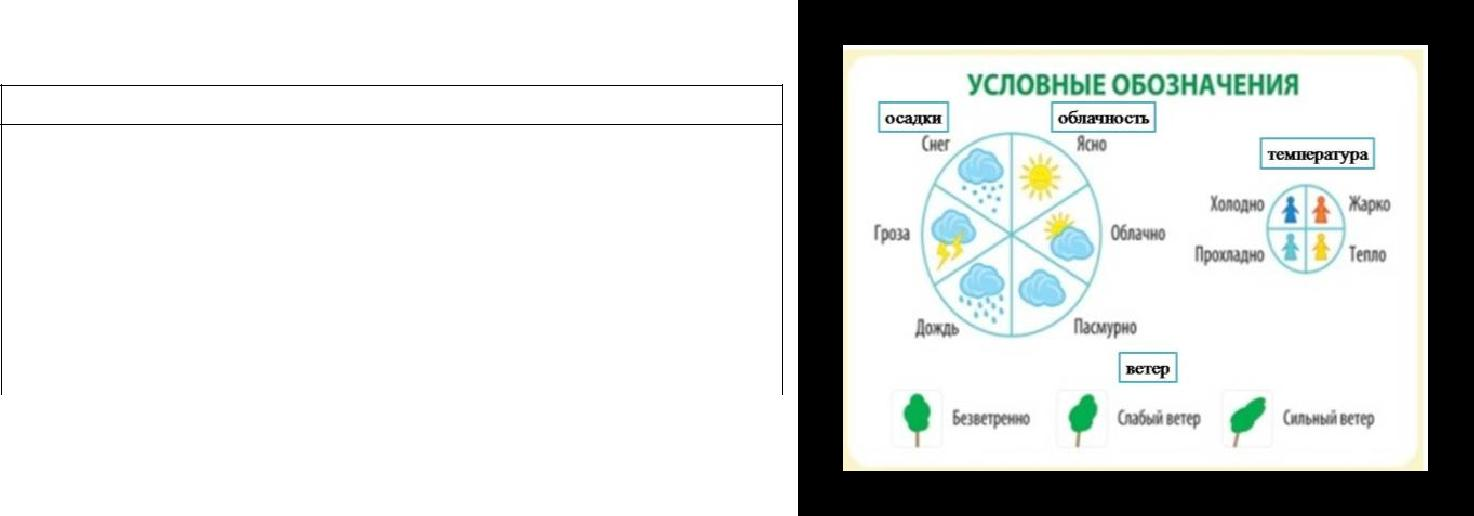 УСЛОВНЫЕ ОБОЗНАЧЕНИЯ
осадки
облачность
Снег
Ясно
температура
Холодно
Жарко
Гроза
Облачно
Прохладно
Тепло
Дождь
Пасмурно
ветер
Безветренно
Слабый ветер
Сильный ветер